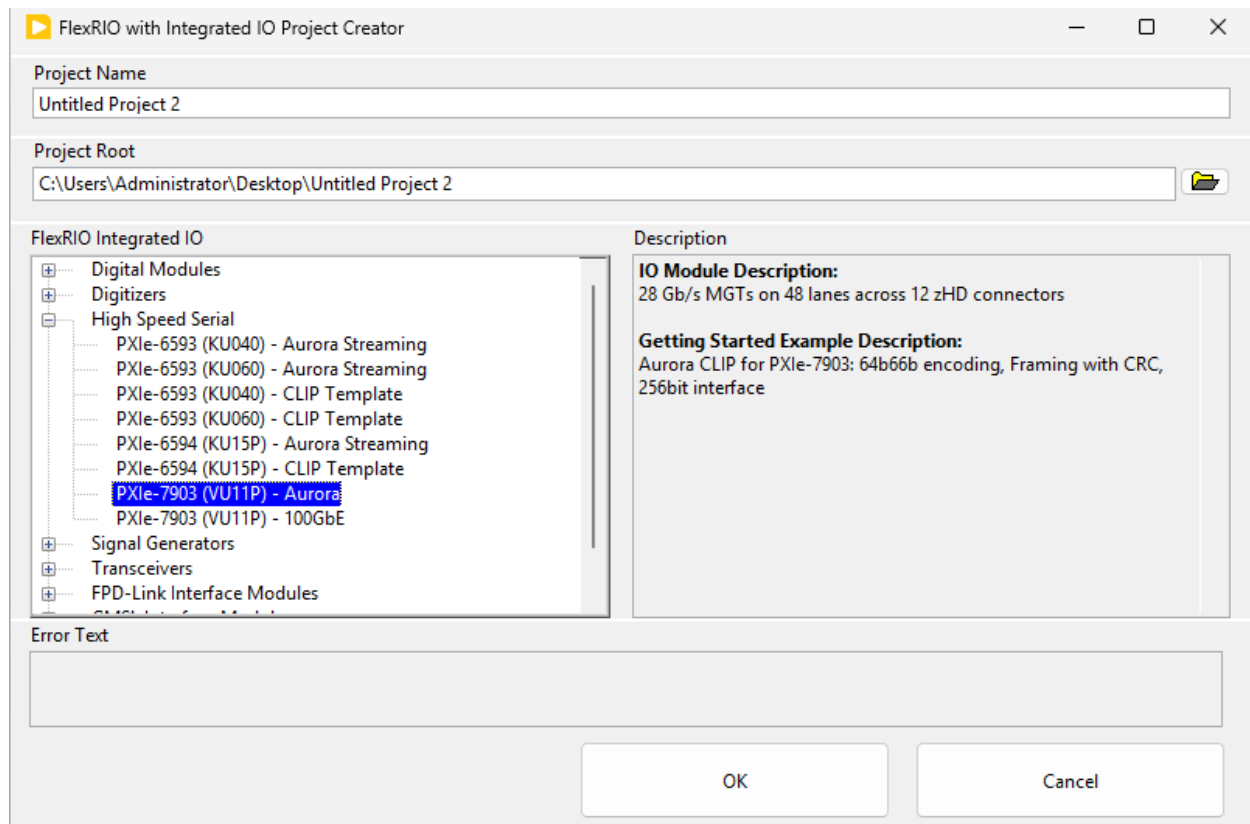 FlexRIO with Integrated IO Project Creator
Project Name
Untitled Project 2
Project Root
C:\Users\Administrator\Desktop\Untitled Project 2
FlexRIO Integrated IO
Digital Modules
Digitizers
High Speed Serial
PXIe-6593 (KU040) - Aurora Streaming
PXIe-6593 (KU060) - Aurora Streaming
PXIe-6593 (KU040) - CLIP Template
PXIe-6593 (KU060) - CLIP Template
PXIe-6594 (KU15P) - Aurora Streaming
PXIe-6594 (KU15P) - CLIP Template
PXIe-7903 (VU11P) - Aurora
PXIe-7903 (VU11P) - 100GbE
Signal Generators
Transceivers
FPD-Link Interface Modules
Description
IO Module Description:
28 Gb/s MGTs on 48 lanes across 12 zHD connectors
Getting Started Example Description:
Aurora CLIP for PXIe-7903: 64b66b encoding, Framing with CRC,
256bit interface
Error Text
OK
Cancel